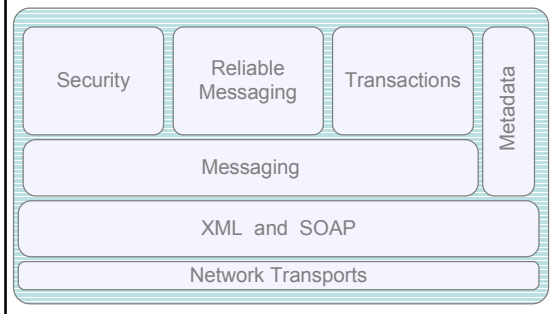 Security
Reliable
Messaging
Transactions
Metadata
Messaging
XML and SOAP
Network Transports